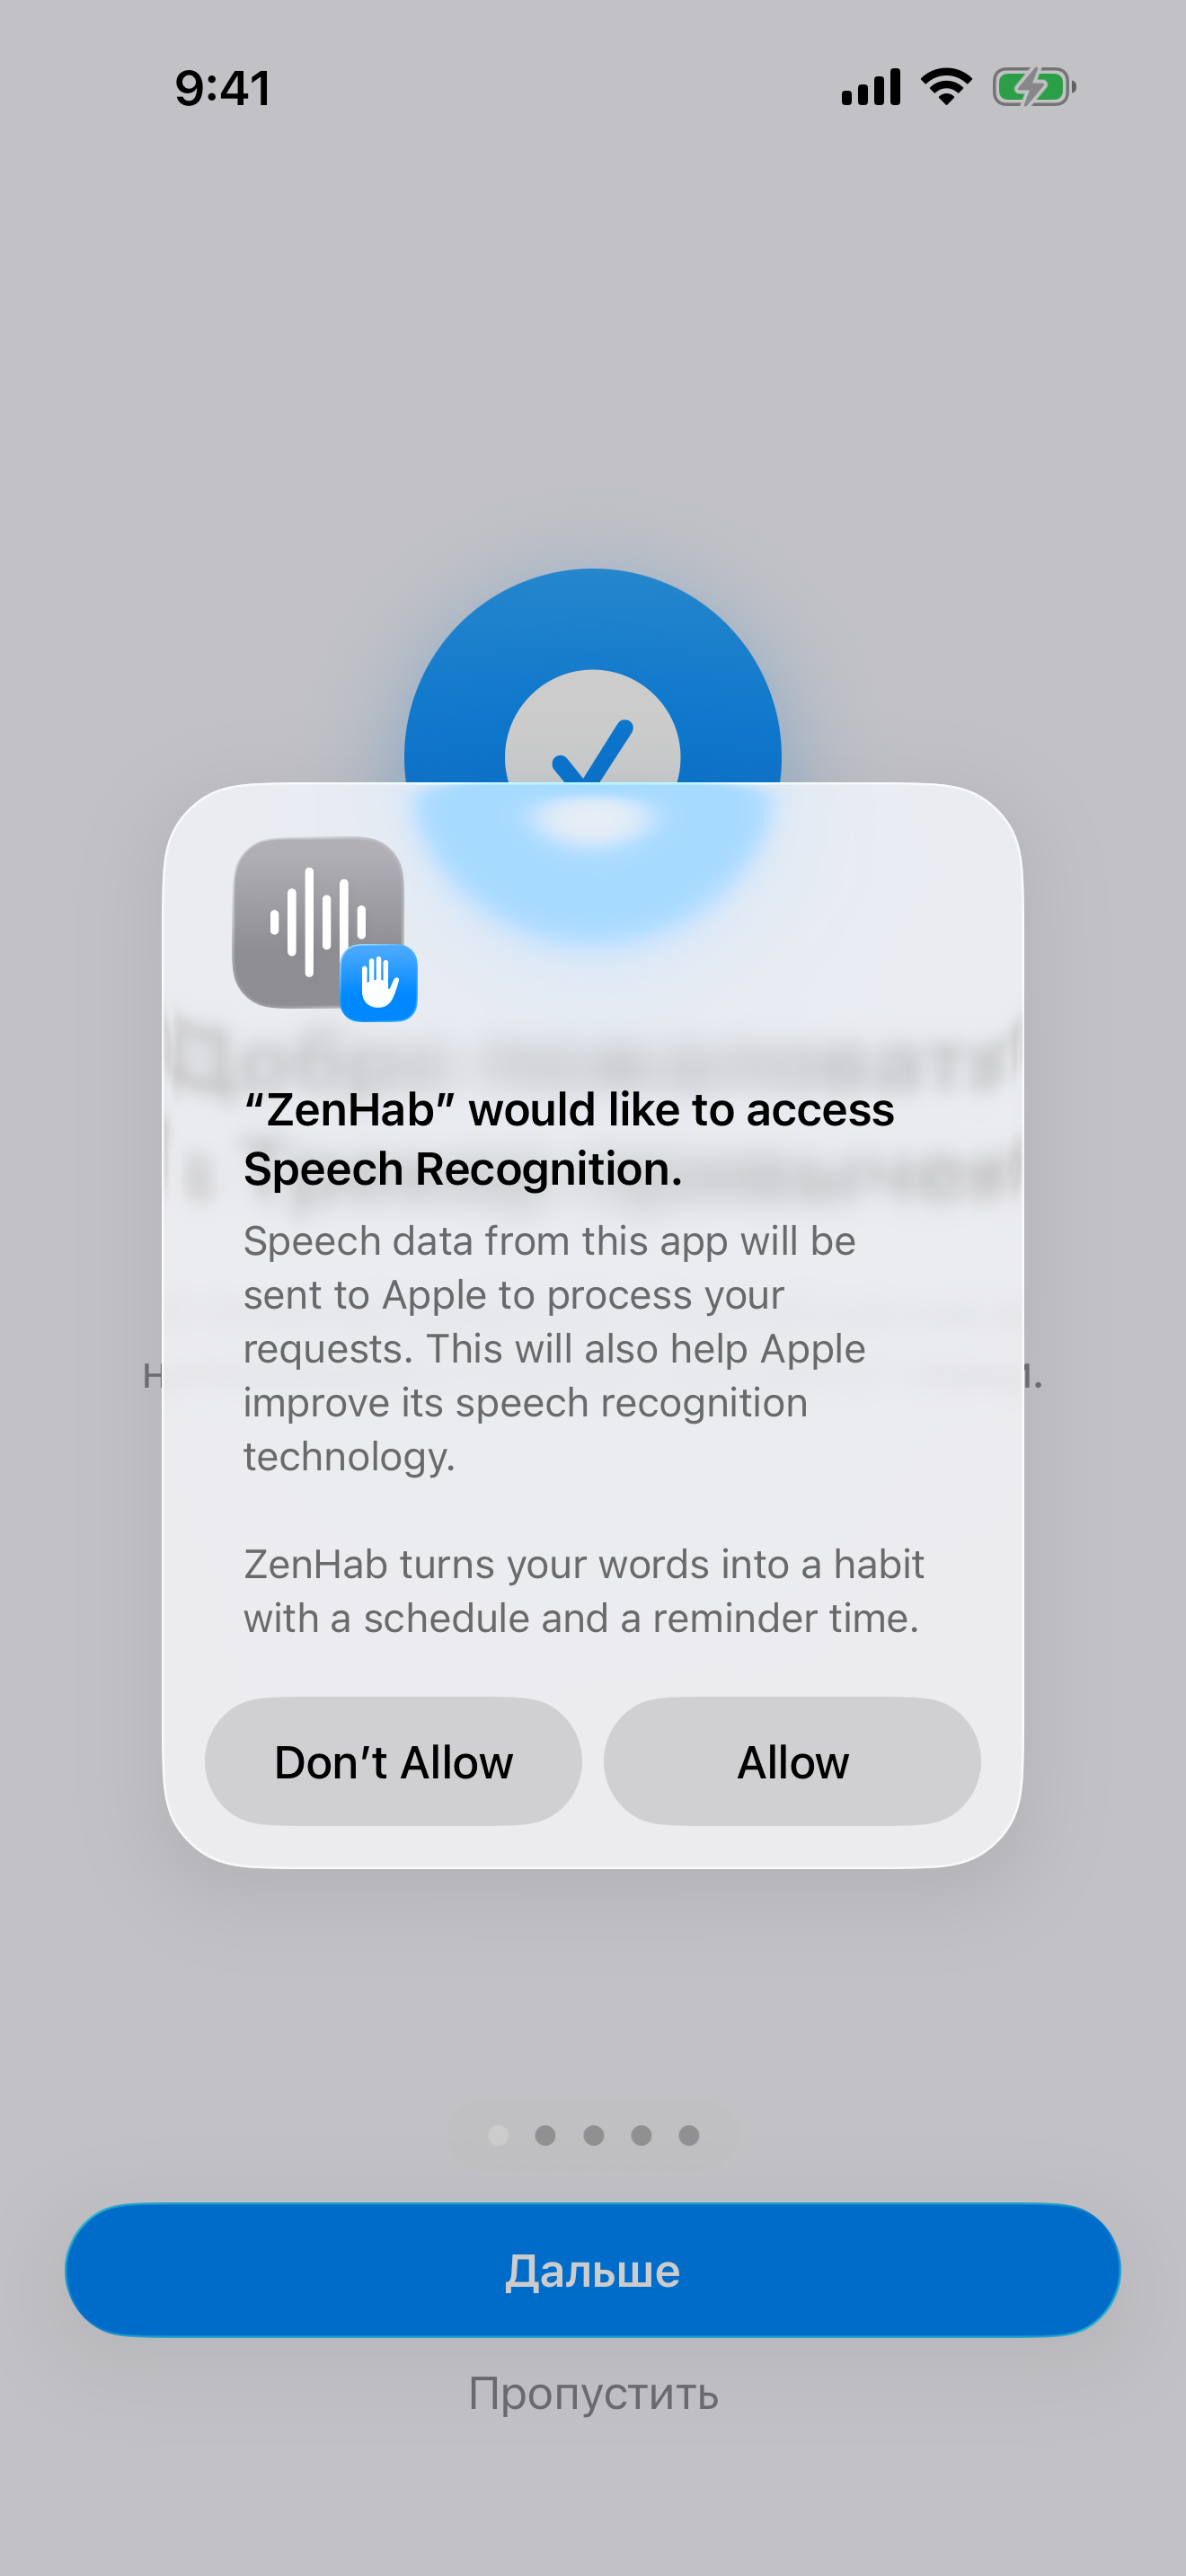 9:41
“ZenHab” would like to access
Speech Recognition.
Speech data from this app will be
sent to Apple to process your
requests. This will also help Apple
improve its speech recognition
technology.
ZenHab turns your words into a habit
with a schedule and a reminder time.
Don’t Allow
Allow
Дальше
Пропустить